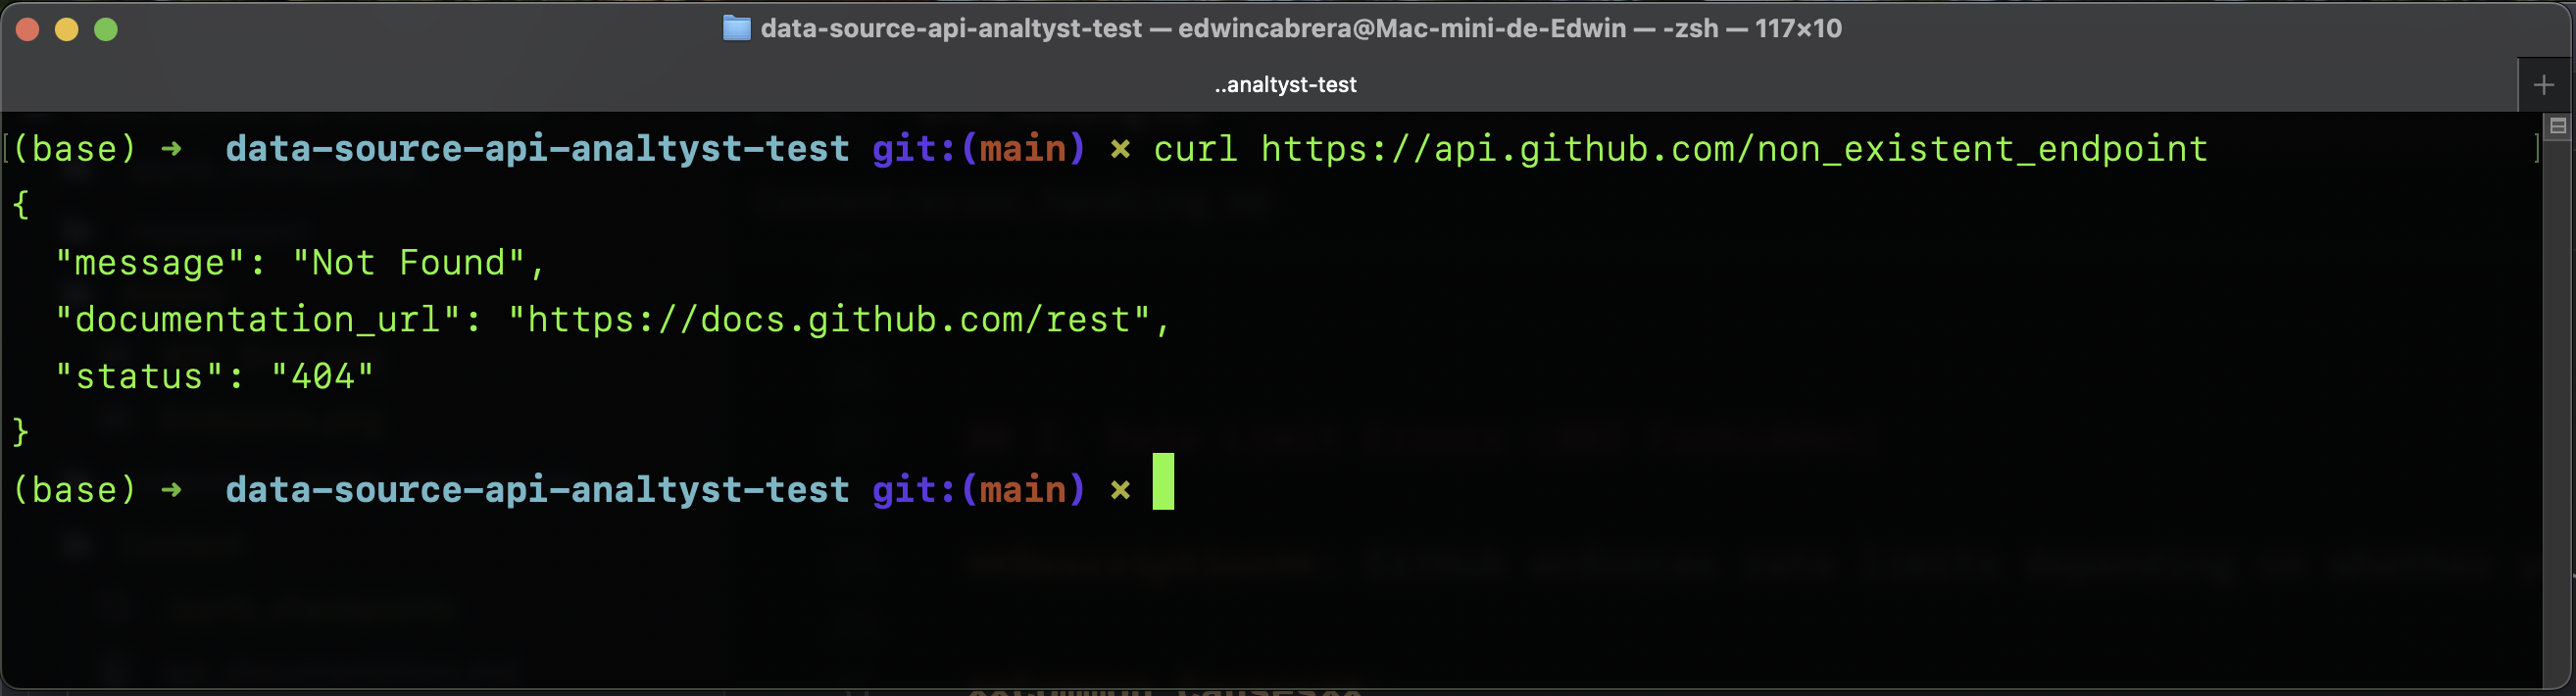 data-source-api-analtyst-test — edwincabrera@Mac-mini-de-Edwin — -zsh — 117×10
..analtyst-test
(base) ➜ data-source-api-analtyst-test git:(main) × curl https://api.github.com/non_existent_endpoint
{
"message": "Not Found",
"documentation_url": "https://docs.github.com/rest",
"status": "404"
}
(base) ➜ data-source-api-analtyst-test git:(main) ×